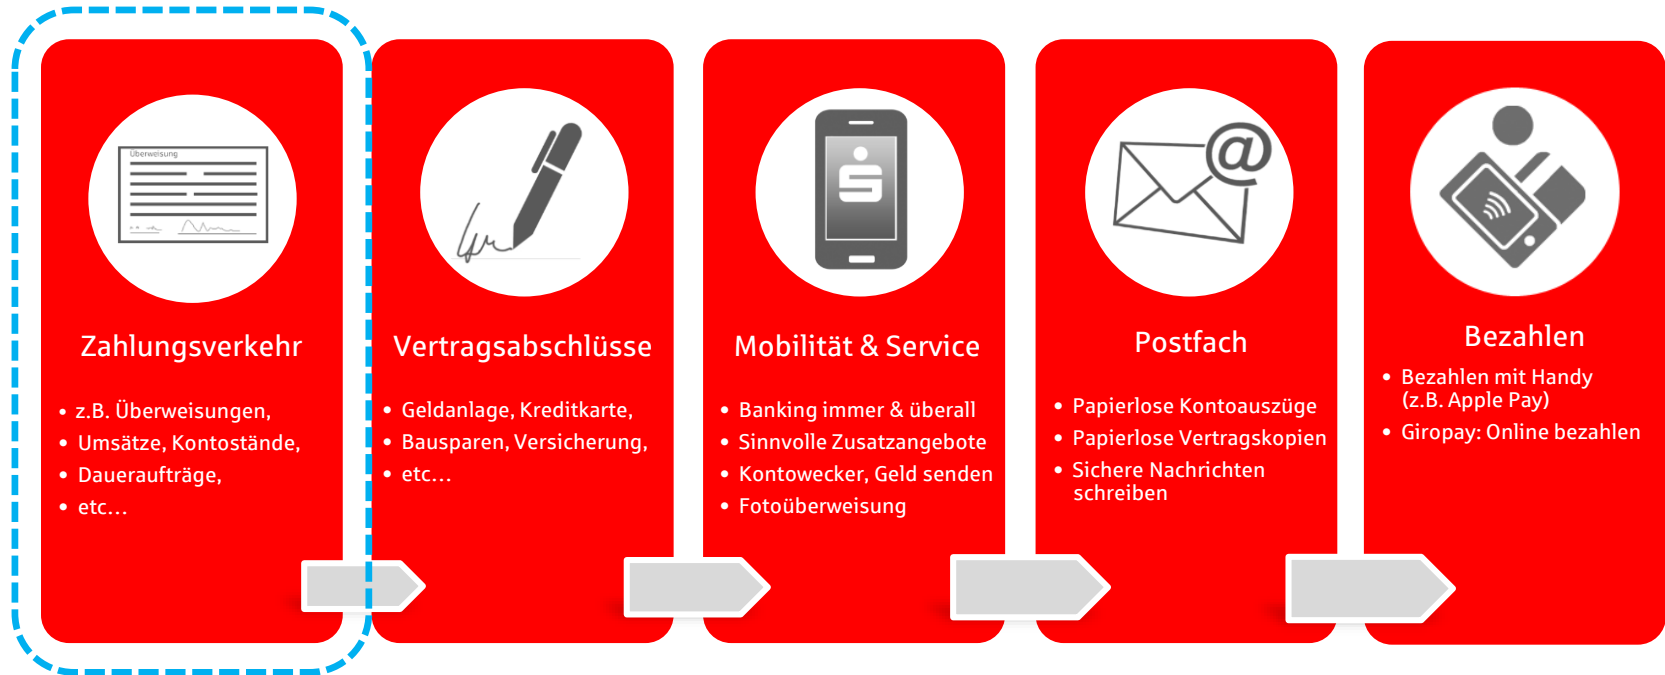 Überweisung
Zahlungsverkehr
• z.B. Überweisungen,
• Umsätze, Kontostände,
• Daueraufträge,
• etc...
Vertragsabschlüsse
• Geldanlage, Kreditkarte,
• Bausparen, Versicherung,
• etc...
Mobilität & Service
• Banking immer & überall
• Sinnvolle Zusatzangebote
• Kontowecker, Geld senden
• Fotoüberweisung
@
Postfach
• Papierlose Kontoauszüge
• Papierlose Vertragskopien
• Sichere Nachrichten
schreiben
Bezahlen
• Bezahlen mit Handy
(z.B. Apple Pay)
• Giropay: Online bezahlen